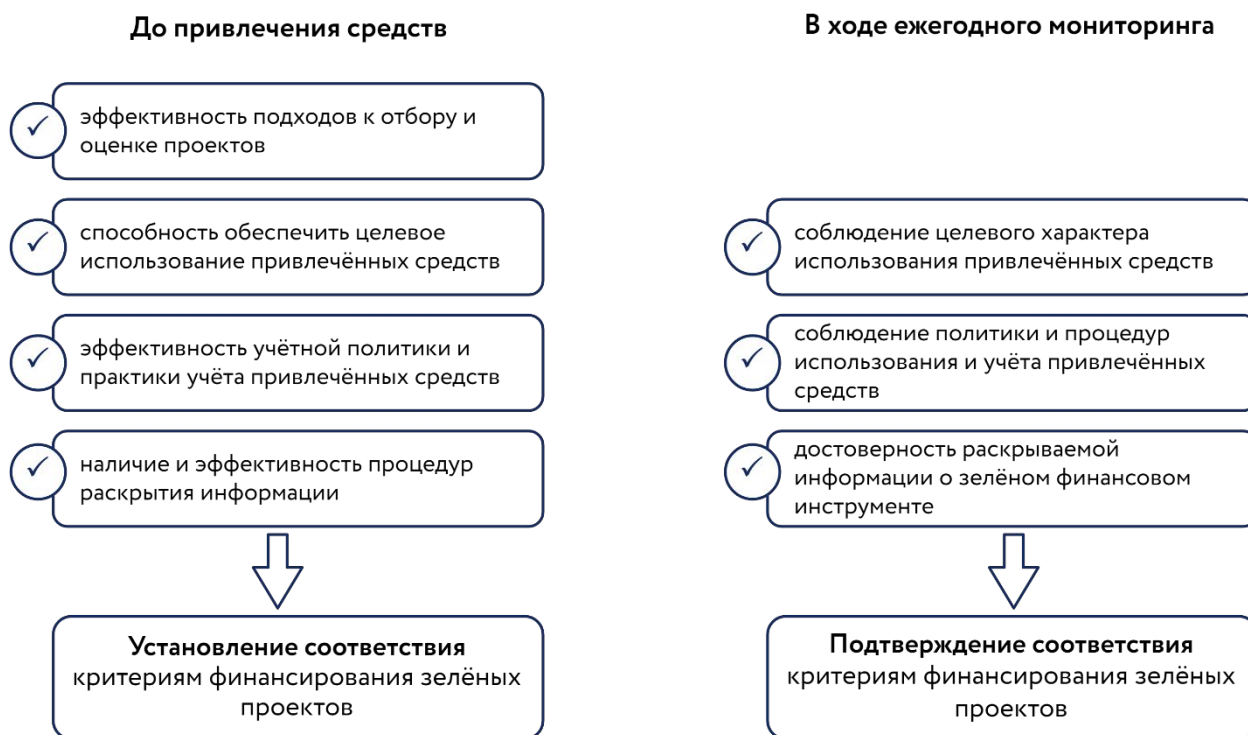 До привлечения средств
эффективность подходов к отбору и
оценке проектов
способность обеспечить целевое
использование привлечённых средств
эффективность учётной политики и
практики учёта привлечённых средств
наличие и эффективность процедур
раскрытия информации
Установление соответствия
критериям финансирования зелёных
проектов
В ходе ежегодного мониторинга
соблюдение целевого характера
использования привлечённых средств
соблюдение политики и процедур
использования и учёта привлечённых
средств
достоверность раскрываемой
информации о зелёном финансовом
инструменте
Подтверждение соответствия
критериям финансирования зелёных
проектов